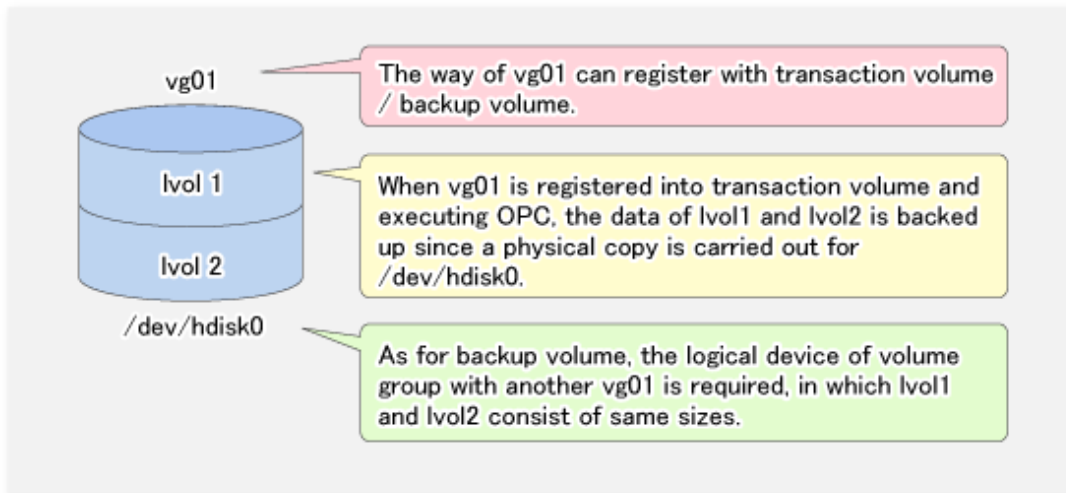 vg01
The way of vg01 can register with transaction volume
/ backup volume.
lvol 1
lvol 2
When vg01 is registered into transaction volume and
executing OPC, the data of lvol1 and lvol2 is backed
up since a physical copy is carried out for
/dev/hdisk0.
/dev/hdisk0
As for backup volume, the logical device of volume
group with another vg01 is required, in which lvol1
and lvol2 consist of same sizes.